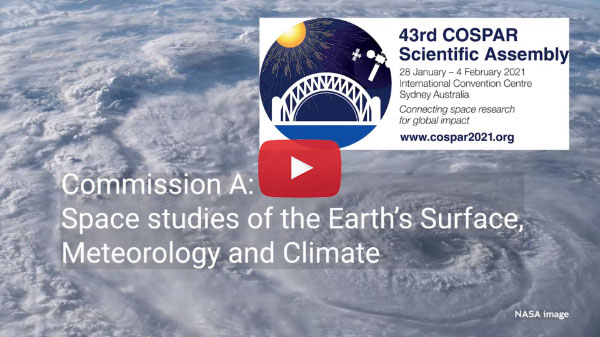 43rd COSPAR
Scientific Assembly
28 January – 4 February 2021
International Convention Centre
Sydney Australia
Connecting space research
for global impact
www.cospar2021.org
Commission A:
Space studies of the Earth's Surface,
Meteorology and Climate
NASA image